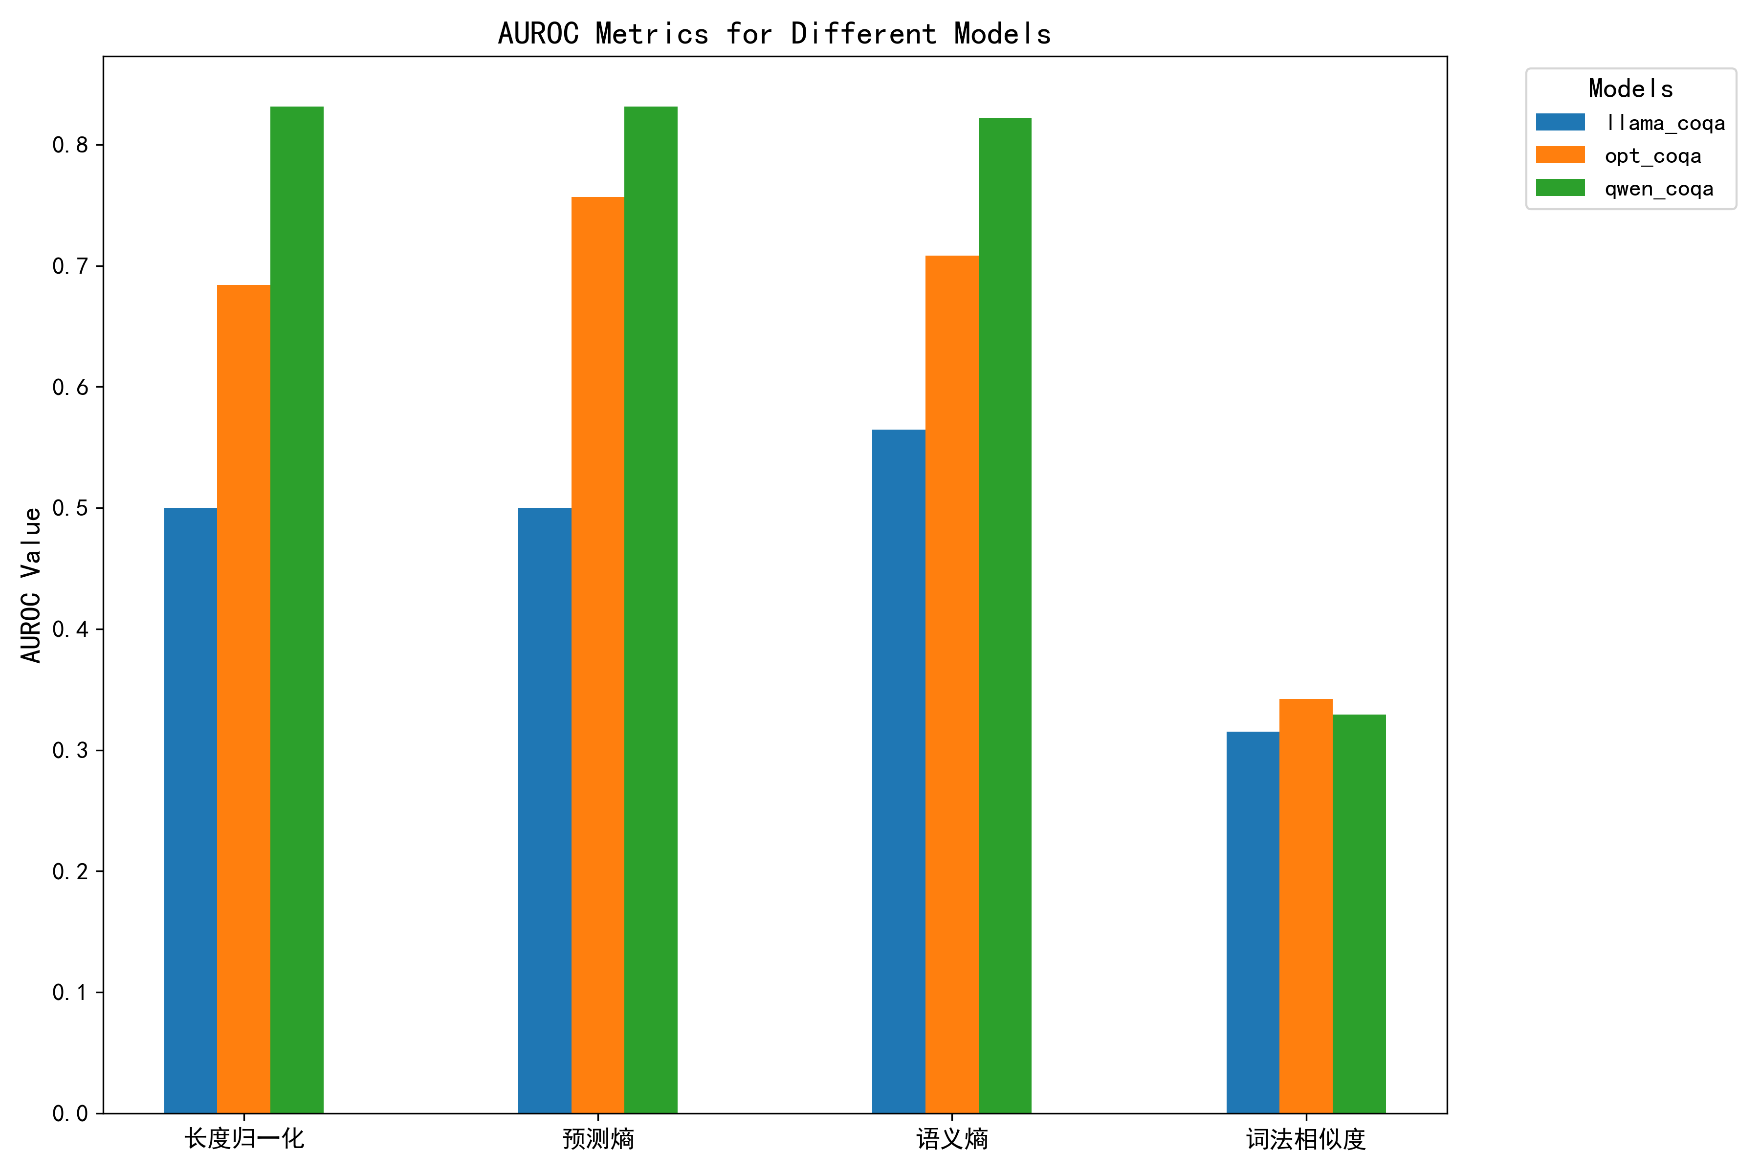 AUROC Metrics for Different Models
Models
llama_coqa
opt_coqa
qwen_coqa
AUROC Value
0.8
0.7
0.6
0.5
0.4
0.3
0.2
0.1
0.0
长度归一化
预测熵
语义熵
词法相似度